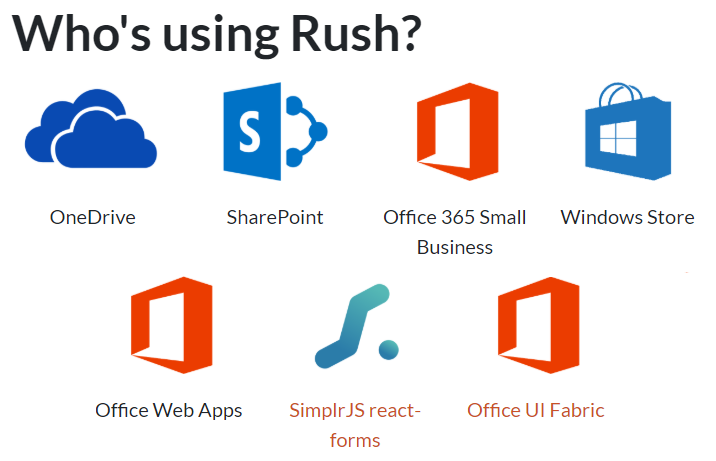 Who's using Rush?
S
OneDrive
SharePoint
Office 365 Small
Business
Windows Store
Office Web Apps
SimplrJS react-
forms
Office UI Fabric